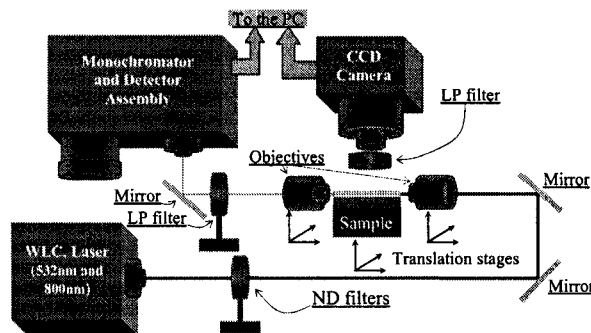 To the PC
Monochromator
and Detector
Assembly
CCD
Camera
LP filter
Objectives
Mirror
LP filter
Sample
Mirror
WLC. Laser
(532nm and
800nm)
Translation stages
ND filters
Mirror